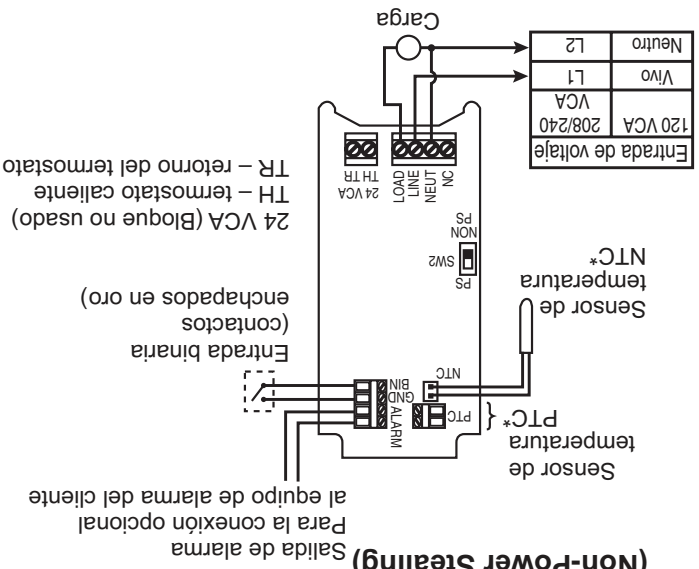 (Non-Power Stealing)
Salida de alarma
Para la conexión opcional
al equipo de alarma del cliente
Sensor de
temperatura
PTC*
PTC
ALARM
GND
BIN
NTC
Entrada binaria
(contactos
enchapados en oro)
Sensor de
temperatura
NTC*
PS
SW2
NON
PS
24 VCA (Bloque no usado)
TH – termostato caliente
TR – retorno del termostato
NC
NEUT
LINE
LOAD
24 VCA
TH TR
Entrada de voltaje
120 VCA
208/240
VCA
Vivo
L1
Neutro
L2
Carga